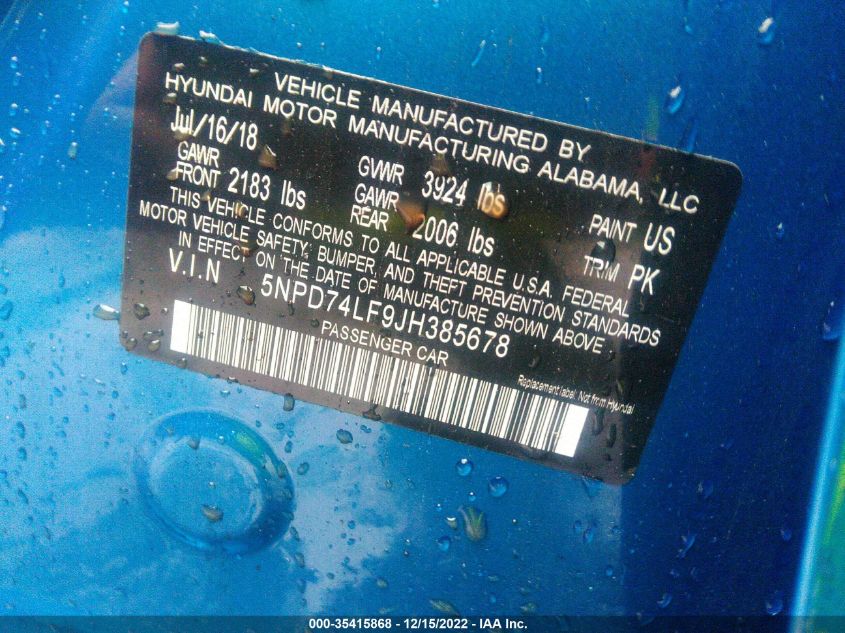 VEHICLE MANUFACTURED BY
HYUNDAI MOTOR MANUFACTURING ALABAMA, LLC
Jul/16/18
GAWR FRONT 2183 lbs
GVWR 3924 lbs
GAWR REAR 2006 lbs
PAINT US
TRIM PK
THIS VEHICLE CONFORMS TO ALL APPLICABLE U.S.A. FEDERAL
MOTOR VEHICLE SAFETY, BUMPER, AND THEFT PREVENTION STANDARDS
IN EFFECT ON THE DATE OF MANUFACTURE SHOWN ABOVE
V.I.N 5NPD74LF9JH385678
PASSENGER CAR
Replacement label. Not from Hyundai
H
000-35415868 - 12/15/2022 - IAA Inc.